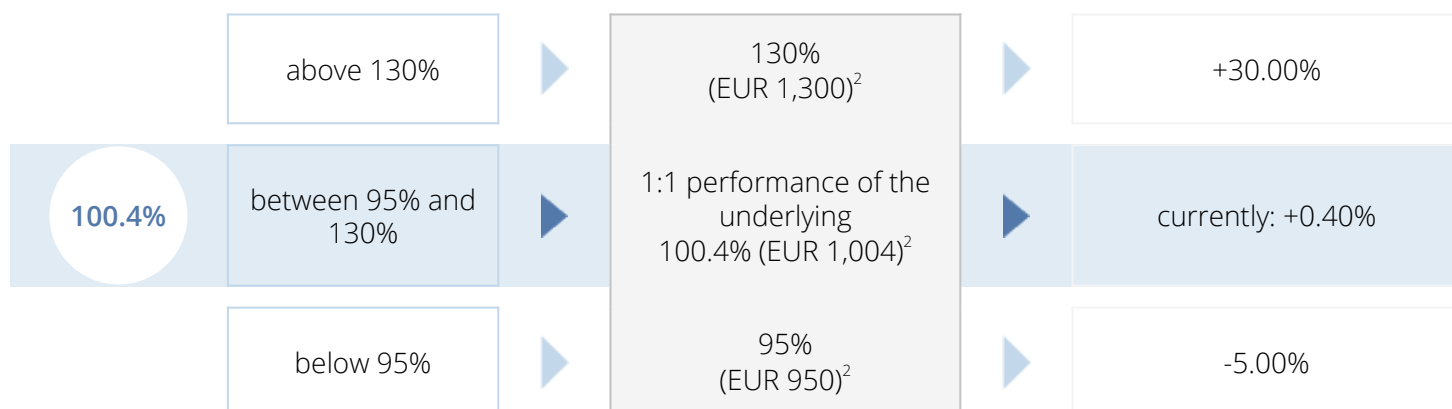 above 130%
130%
(EUR 1,300)²
+30.00%
100.4%
between 95% and
130%
1:1 performance of the
underlying
100.4% (EUR 1,004)²
currently: +0.40%
below 95%
95%
(EUR 950)²
-5.00%